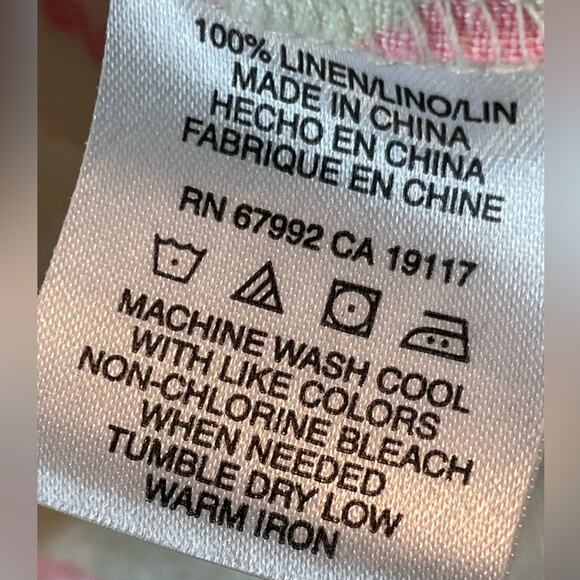 100% LINEN/LINO/LIN
MADE IN CHINA
HECHO EN CHINA
FABRIQUE EN CHINE
RN 67992 CA 19117
MACHINE WASH COOL
WITH LIKE COLORS
NON-CHLORINE BLEACH
WHEN NEEDED
TUMBLE DRY LOW
WARM IRON